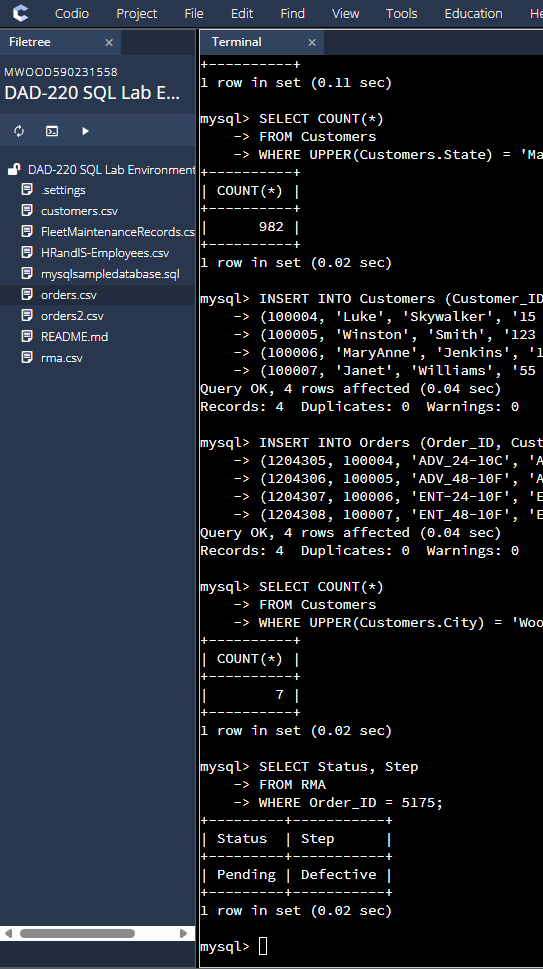 Codio Project File Edit Find View Tools Education He
Filetree ×
MWOOD590231558
DAD-220 SQL Lab E...
DAD-220 SQL Lab Environment
.settings
customers.csv
FleetMaintenanceRecords.cs
HRandIS-Employees.csv
mysqlsampledatabase.sql
orders.csv
orders2.csv
README.md
rma.csv
Terminal ×
+----------+
1 row in set (0.11 sec)
mysql> SELECT COUNT(*)
    -> FROM Customers
    -> WHERE UPPER(Customers.State) = 'Ma
+----------+
| COUNT(*) |
+----------+
|      982 |
+----------+
1 row in set (0.02 sec)
mysql> INSERT INTO Customers (Customer_ID
    -> (100004, 'Luke', 'Skywalker', '15
    -> (100005, 'Winston', 'Smith', '123
    -> (100006, 'MaryAnne', 'Jenkins', '1
    -> (100007, 'Janet', 'Williams', '55
Query OK, 4 rows affected (0.04 sec)
Records: 4  Duplicates: 0  Warnings: 0
mysql> INSERT INTO Orders (Order_ID, Cust
    -> (1204305, 100004, 'ADV_24-10C', 'A
    -> (1204306, 100005, 'ADV_48-10F', 'A
    -> (1204307, 100006, 'ENT-24-10F', 'E
    -> (1204308, 100007, 'ENT_48-10F', 'E
Query OK, 4 rows affected (0.04 sec)
Records: 4  Duplicates: 0  Warnings: 0
mysql> SELECT COUNT(*)
    -> FROM Customers
    -> WHERE UPPER(Customers.City) = 'Woo
+----------+
| COUNT(*) |
+----------+
|        7 |
+----------+
1 row in set (0.02 sec)
mysql> SELECT Status, Step
    -> FROM RMA
    -> WHERE Order_ID = 5175;
+---------+-----------+
| Status  | Step      |
+---------+-----------+
| Pending | Defective |
+---------+-----------+
1 row in set (0.02 sec)
mysql>